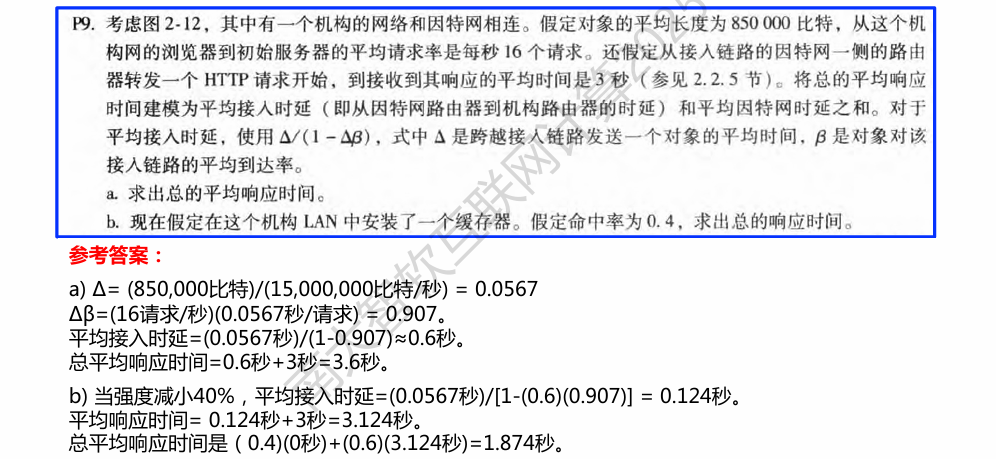 P9. 考虑图2-12，其中有一个机构的网络和因特网相连。假定对象的平均长度为850 000 比特，从这个机
构网的浏览器到初始服务器的平均请求率是每秒 16 个请求。还假定从接入链路的因特网一侧的路由
器转发一个 HTTP 请求开始，到接收到其响应的平均时间是3 秒（参见 2.2.5 节）。将总的平均响应
时间建模为平均接入时延（即从因特网路由器到机构路由器的时延）和平均因特网时延之和。对于
平均接入时延，使用 Δ/(1 - Δβ)，式中 Δ 是跨越接入链路发送一个对象的平均时间，β 是对象对该
接入链路的平均到达率。
a. 求出总的平均响应时间。
b. 现在假定在这个机构 LAN 中安装了一个缓存器。假定命中率为 0.4，求出总的响应时间。
参考答案：
a) Δ= (850,000比特)/(15,000,000比特/秒) = 0.0567
Δβ=(16请求/秒)(0.0567秒/请求) = 0.907。
平均接入时延=(0.0567秒)/(1-0.907)≈0.6秒。
总平均响应时间=0.6秒+3秒=3.6秒。
b) 当强度减小40%，平均接入时延=(0.0567秒)/[1-(0.6)(0.907)] = 0.124秒。
平均响应时间= 0.124秒+3秒=3.124秒。
总平均响应时间是（ 0.4)(0秒)+(0.6)(3.124秒)=1.874秒。